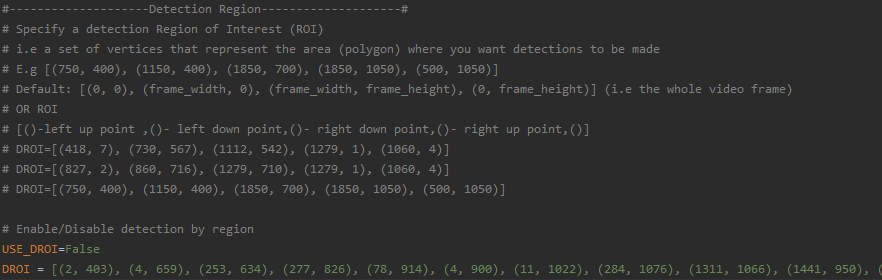 #--------------------Detection Region--------------------#
# Specify a detection Region of Interest (ROI)
# i.e a set of vertices that represent the area (polygon) where you want detections to be made
# E.g [(750, 400), (1150, 400), (1850, 700), (1850, 1050), (500, 1050)]
# Default: [(0, 0), (frame_width, 0), (frame_width, frame_height), (0, frame_height)] (i.e the whole video frame)
# OR ROI
# [()-left up point ,()- left down point,()- right down point,()- right up point,()]
# DROI=[(418, 7), (730, 567), (1112, 542), (1279, 1), (1060, 4)]
# DROI=[(827, 2), (860, 716), (1279, 710), (1279, 1), (1060, 4)]
# DROI=[(750, 400), (1150, 400), (1850, 700), (1850, 1050), (500, 1050)]
# Enable/Disable detection by region
USE_DROI=False
DROI = [(2, 403), (4, 659), (253, 634), (277, 826), (78, 914), (4, 900), (11, 1022), (284, 1076), (1311, 1066), (1441, 950), (